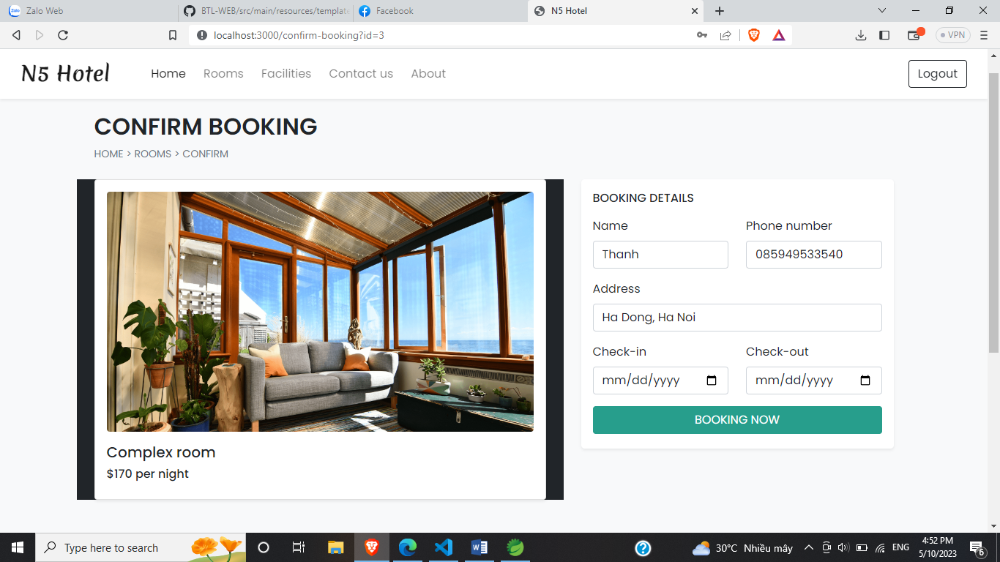 Zalo Web
BTL-WEB/src/main/resources/template
Facebook
N5 Hotel
localhost:3000/confirm-booking?id=3
VPN
N5 Hotel
Home
Rooms
Facilities
Contact us
About
Logout
CONFIRM BOOKING
HOME > ROOMS > CONFIRM
BOOKING DETAILS
Name
Phone number
Thanh
085949533540
Address
Ha Dong, Ha Noi
Check-in
Check-out
mm/dd/yyyy
mm/dd/yyyy
BOOKING NOW
Complex room
$170 per night
Type here to search
30°C Nhiều mây
ENG
4:52 PM
5/10/2023
6